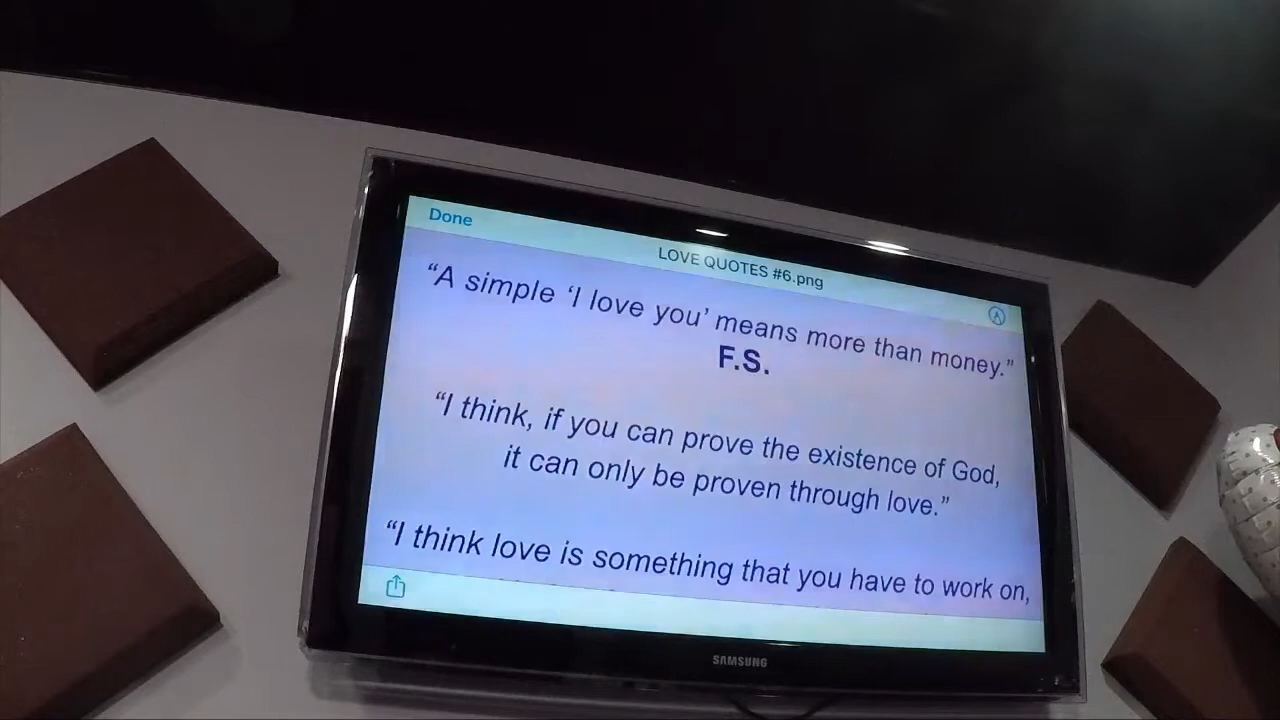 Done
LOVE QUOTES #6.png
“A simple ‘I love you’ means more than money.”
F.S.
“I think, if you can prove the existence of God,
it can only be proven through love.”
“I think love is something that you have to work on,
SAMSUNG